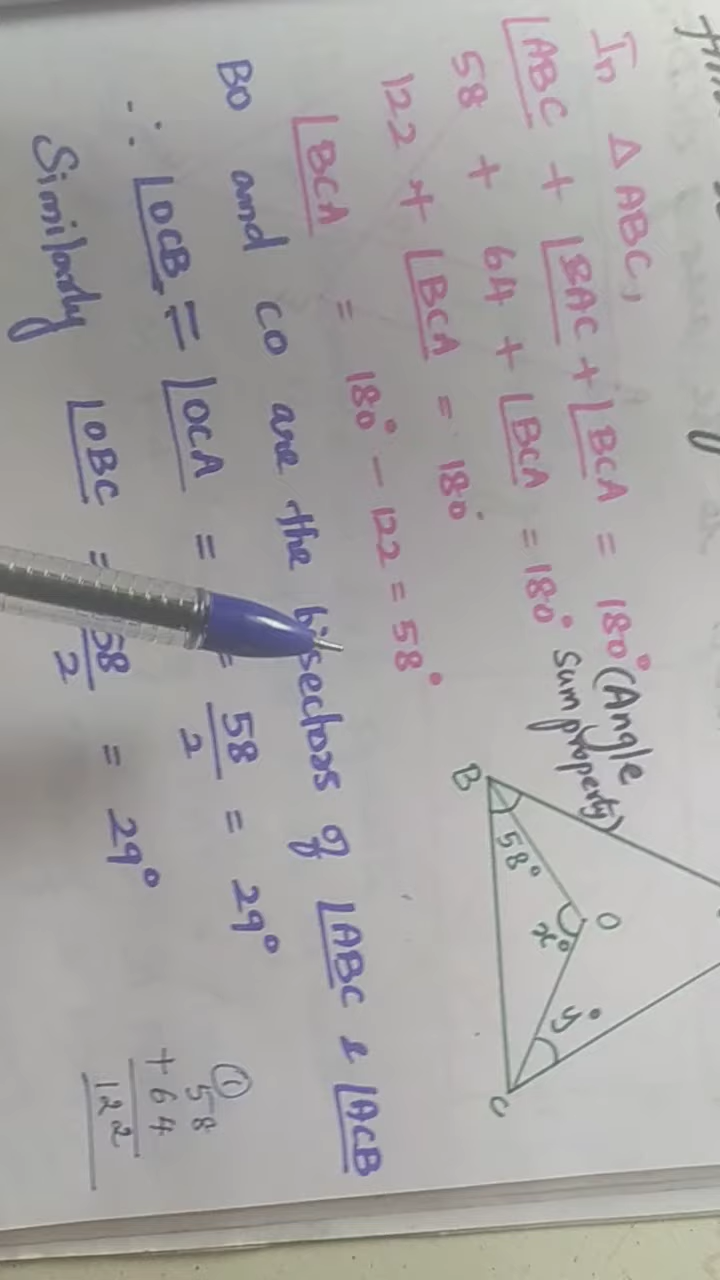 In Δ ABC,
∠ABC + ∠BAC + ∠BCA = 180° (Angle sum property)
58 + 64 + ∠BCA = 180°
122 + ∠BCA = 180°
∠BCA = 180° - 122 = 58°
BO and CO are the bisectors of ∠ABC & ∠ACB
∴ ∠OCB = ∠OCA = = 58/2 = 29°
Similarly ∠OBC = 58/2 = 29°
B
58°
O
x°
y°
C
1
58
+ 64
122